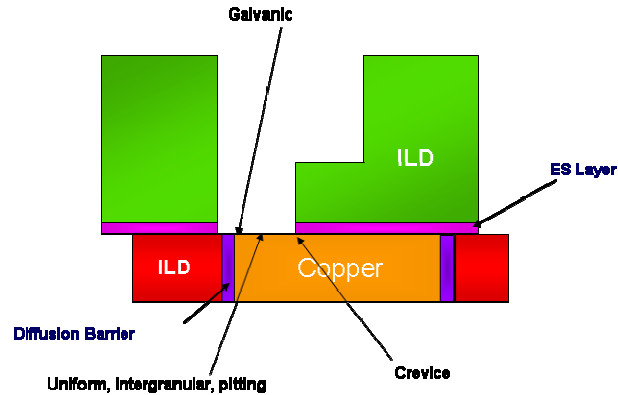 Galvanic
ILD
ES Layer
ILD
Copper
Diffusion Barrier
Crevice
Uniform, intergranular, pitting